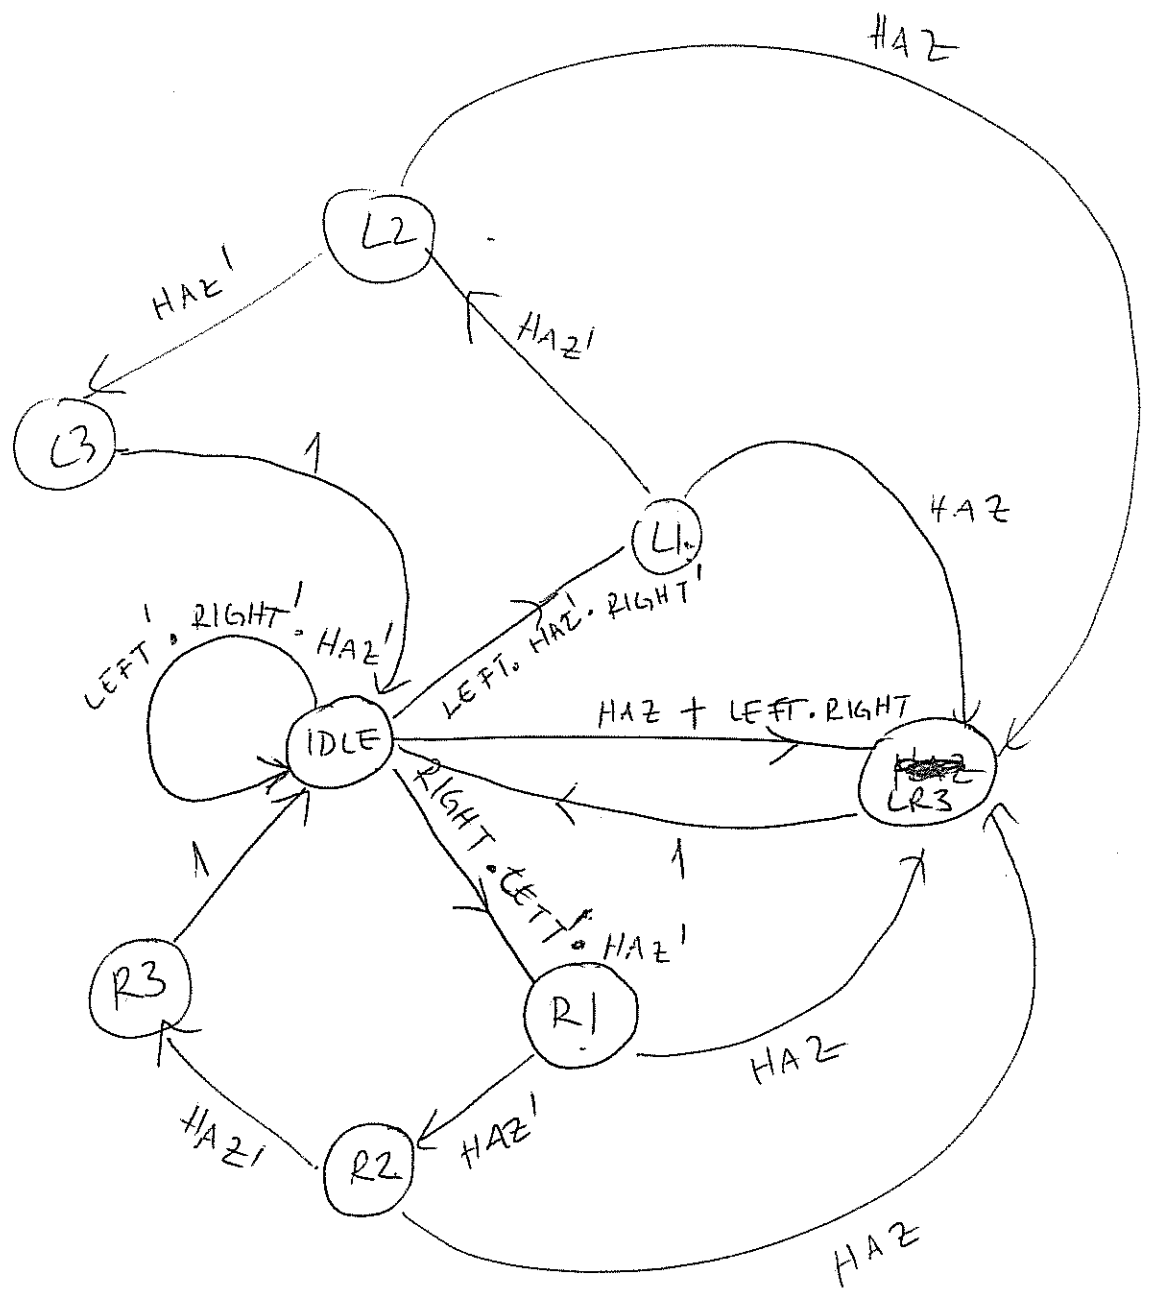 HAZ
L2
HAZ'
HAZ'
L3
1
HAZ
L1
LEFT'. RIGHT'. HAZ'
LEFT. HAZ'. RIGHT'
HAZ + LEFT.RIGHT
IDLE
LR3
RIGHT.LEFT'. HAZ'
1
1
R3
R1
HAZ
HAZ'
HAZ'
R2
HAZ